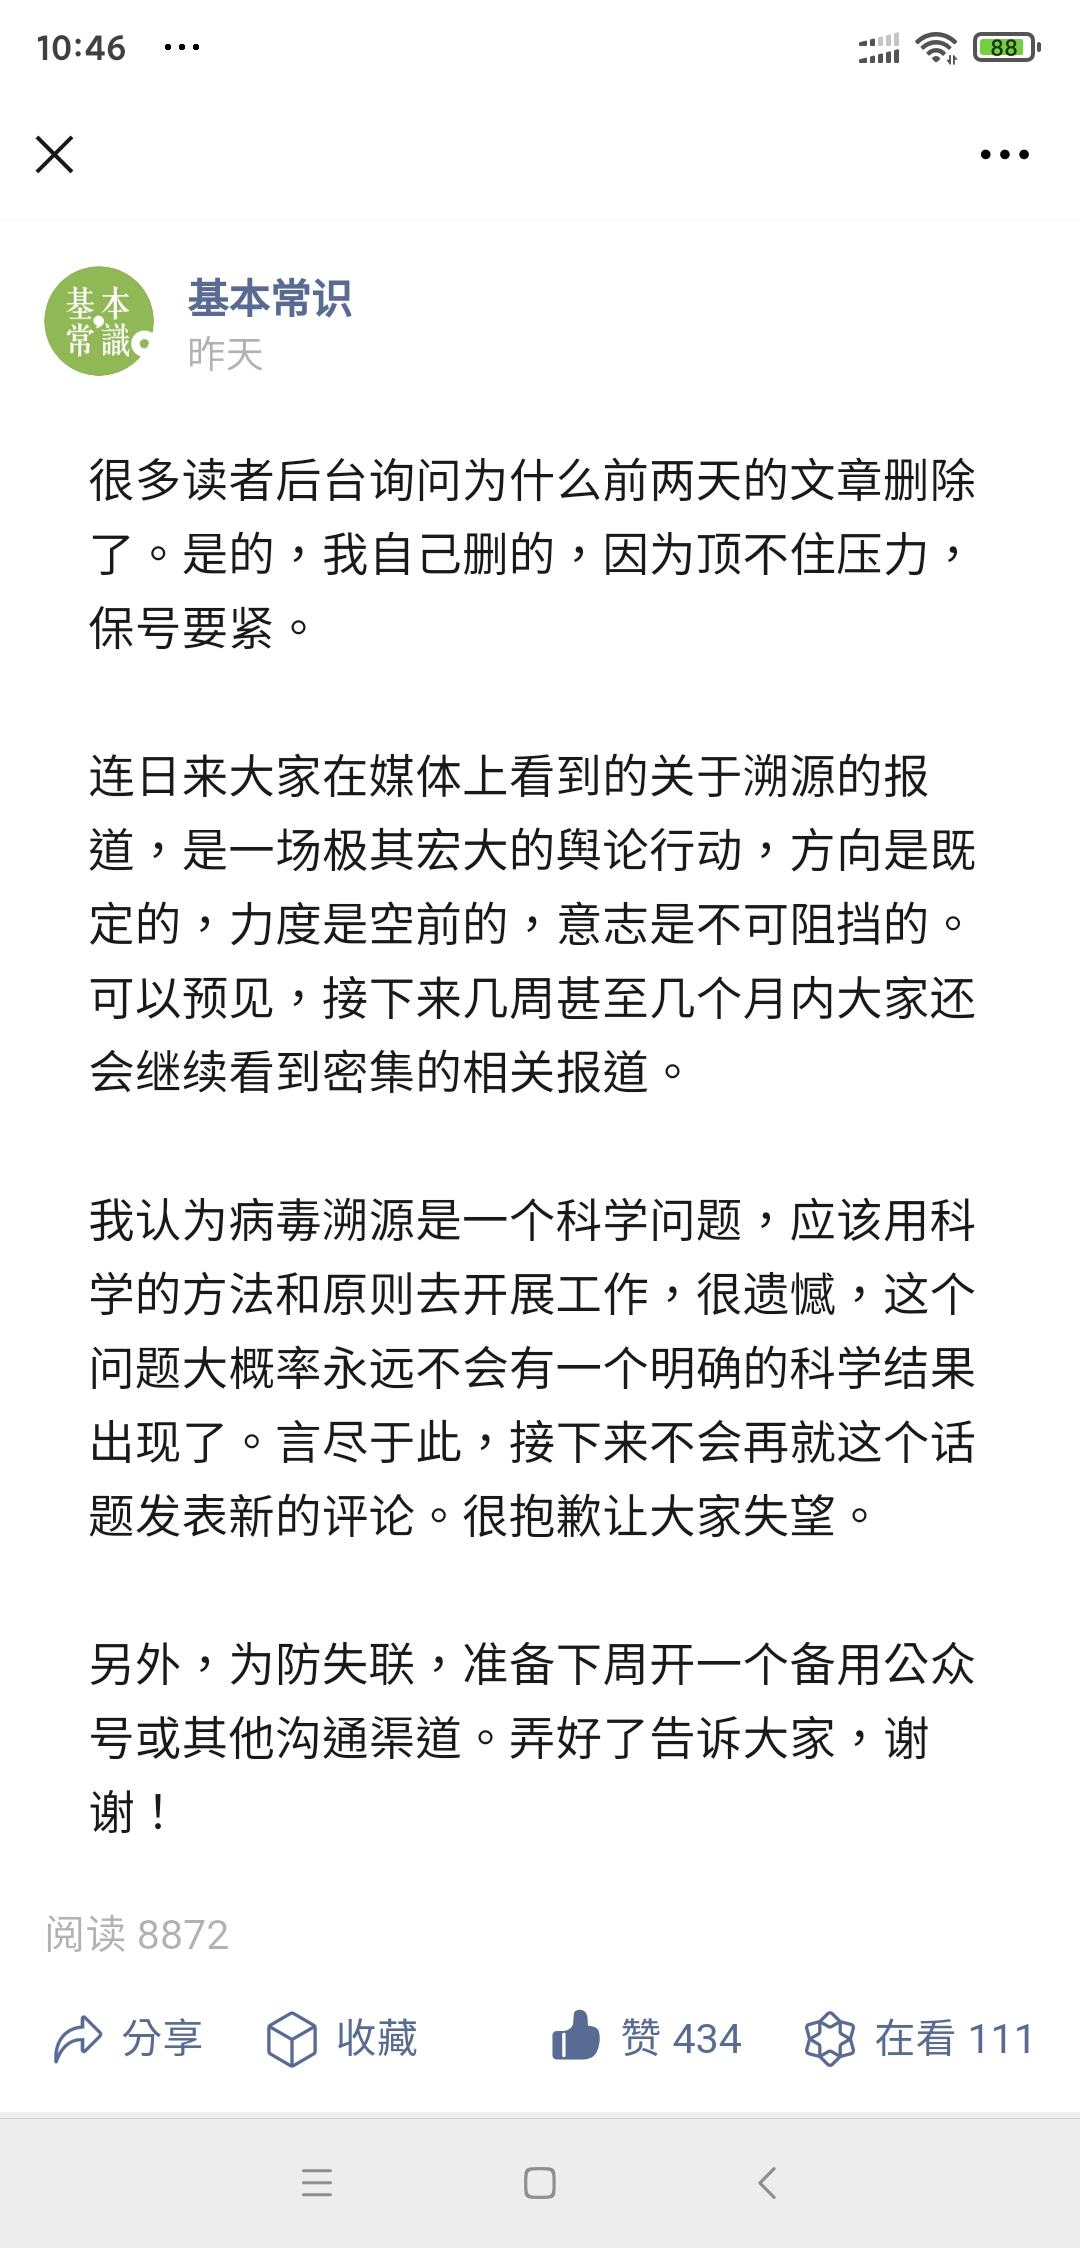 10:46
88
基本
常識
基本常识
昨天
很多读者后台询问为什么前两天的文章删除
了。是的，我自己删的，因为顶不住压力，
保号要紧。
连日来大家在媒体上看到的关于溯源的报
道，是一场极其宏大的舆论行动，方向是既
定的，力度是空前的，意志是不可阻挡的。
可以预见，接下来几周甚至几个月内大家还
会继续看到密集的相关报道。
我认为病毒溯源是一个科学问题，应该用科
学的方法和原则去开展工作，很遗憾，这个
问题大概率永远不会有一个明确的科学结果
出现了。言尽于此，接下来不会再就这个话
题发表新的评论。很抱歉让大家失望。
另外，为防失联，准备下周开一个备用公众
号或其他沟通渠道。弄好了告诉大家，谢
谢！
阅读 8872
分享 收藏 赞 434 在看 111